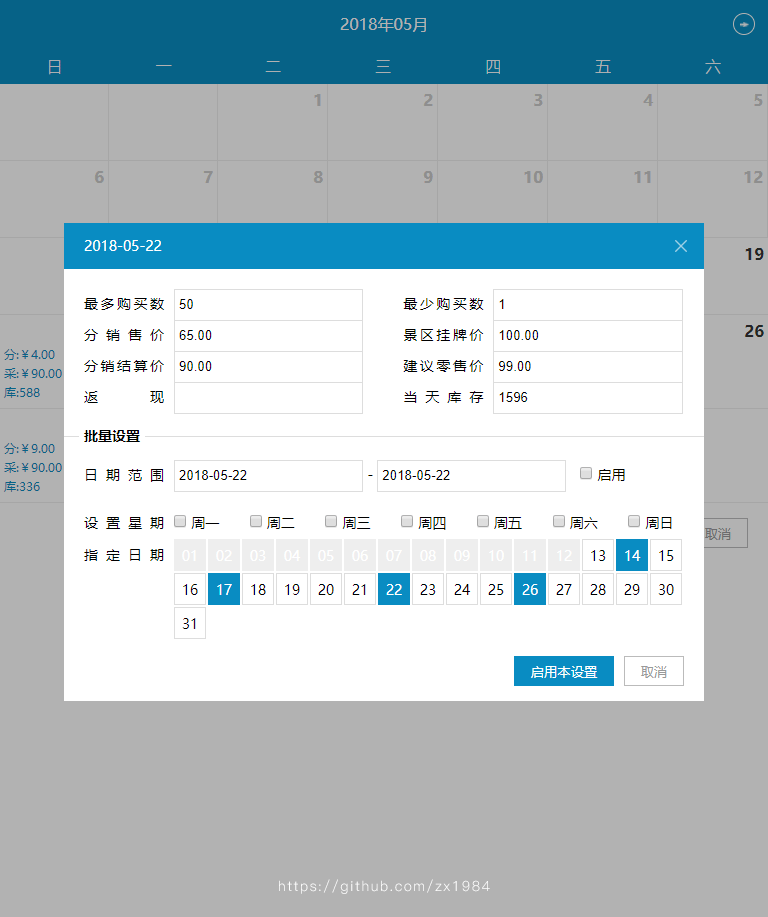 2018年05月
日 一 二 三 四 五 六
1 2 3 4 5
6 7 8 9 10 11 12
2018-05-22
19
最多购买数 50 最少购买数 1
分销售价 65.00 景区挂牌价 100.00
26
分:￥4.00
分销结算价 90.00 建议零售价 99.00
采:￥90.00
库:588
返现 当天库存 1596
批量设置
分:￥9.00
采:￥90.00
库:336
日期范围 2018-05-22 - 2018-05-22 启用
设置星期 周一 周二 周三 周四 周五 周六 周日
取消
指定日期 01 02 03 04 05 06 07 08 09 10 11 12 13 14 15
16 17 18 19 20 21 22 23 24 25 26 27 28 29 30
31
启用本设置 取消
https://github.com/zx1984